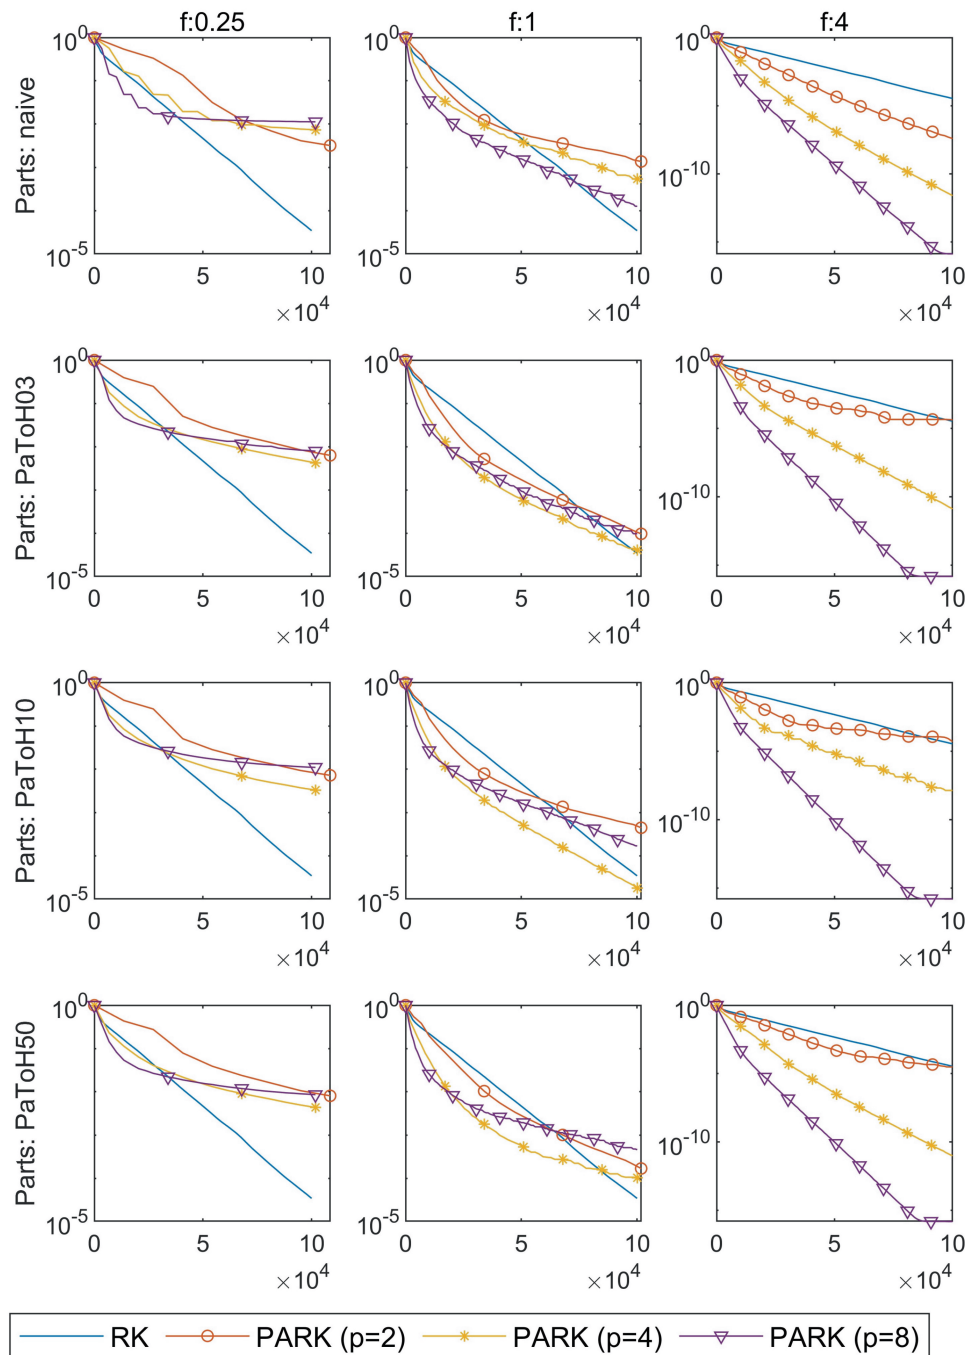 f:0.25 f:1 f:4
Parts: naive
10^0 10^0 10^-10
10^-5 10^-5
0 5 10 0 5 10 0 5 10
×10^4 ×10^4 ×10^4
Parts: PaToH03
10^0 10^0 10^0 10^-10
10^-5 10^-5
0 5 10 0 5 10 0 5 10
×10^4 ×10^4 ×10^4
Parts: PaToH10
10^0 10^0 10^0 10^-10
10^-5 10^-5
0 5 10 0 5 10 0 5 10
×10^4 ×10^4 ×10^4
Parts: PaToH50
10^0 10^0 10^0 10^-10
10^-5 10^-5
0 5 10 0 5 10 0 5 10
×10^4 ×10^4 ×10^4
RK PARK (p=2) PARK (p=4) PARK (p=8)